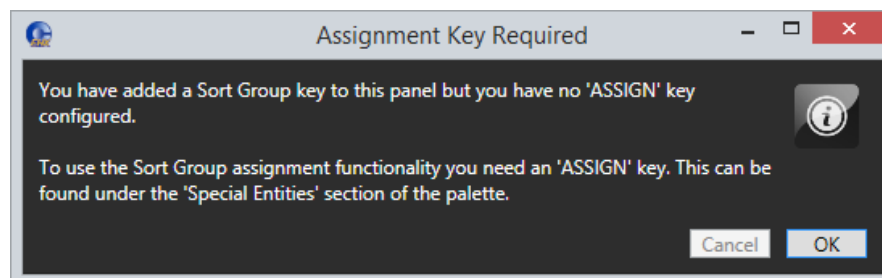 Assignment Key Required
You have added a Sort Group key to this panel but you have no 'ASSIGN' key
configured.
To use the Sort Group assignment functionality you need an 'ASSIGN' key. This can be
found under the 'Special Entities' section of the palette.
Cancel OK